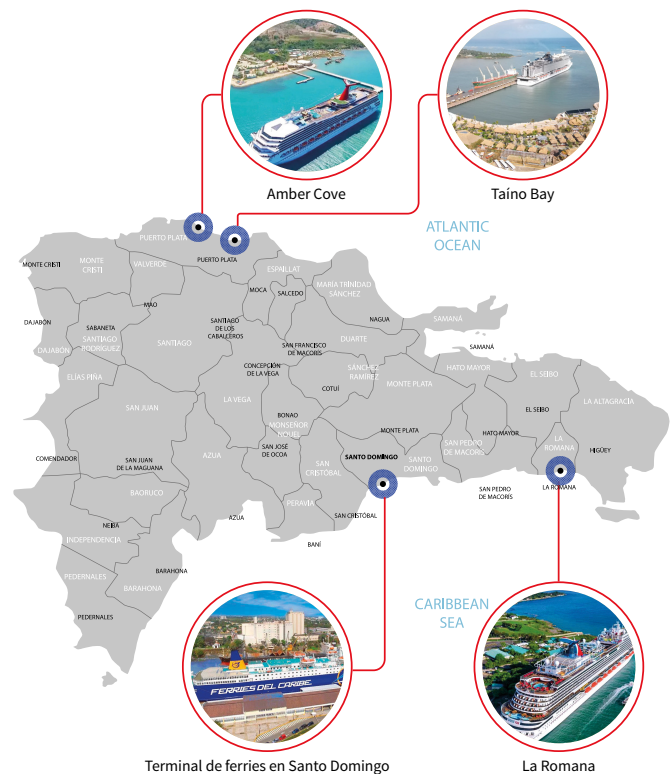 Amber Cove
Taíno Bay
ATLANTIC
OCEAN
PUERTO PLATA
PUERTO PLATA
MONTE CRISTI
MONTE
CRISTI
VALVERDE
ESPAILLAT
MARÍA TRINIDAD
SÁNCHEZ
MOCA
SALCEDO
MAO
SAMANÁ
NAGUA
DAJABÓN
SABANETA
SANTIAGO
DE LOS
CABALLEROS
SANTIAGO
RODRÍGUEZ
SANTIAGO
DUARTE
SAN FRANCISCO
DE MACORÍS
SAMANÁ
DAJABÓN
ELÍAS PIÑA
CONCEPCIÓN
DE LA VEGA
SANCHEZ
RAMÍREZ
HATO MAYOR
EL SEIBO
COTUÍ
MONTE PLATA
LA VEGA
LA ALTAGRACÍA
SAN JUAN
BONAO
MONSEÑOR
NOUEL
EL SEIBO
MONTE PLATA
HATO MAYOR
SAN PEDRO
DE MACORÍS
LA
ROMANA
HIGÜEY
COMENDADOR
SAN JUAN
DE LA MAGUANA
AZUA
SAN JOSÉ
DE OCOA
SANTO DOMINGO
SANTO
DOMINGO
SAN
CRISTÓBAL
BAORUCO
PERAVIA
SAN PEDRO
DE MACORÍS
LA ROMANA
NEIBA
AZUA
SAN CRISTÓBAL
INDEPENDENCIA
BANÍ
PEDERNALES
BARAHONA
BARAHONA
PEDERNALES
CARIBBEAN
SEA
FERRIES DEL CARIBE
Terminal de ferries en Santo Domingo
La Romana